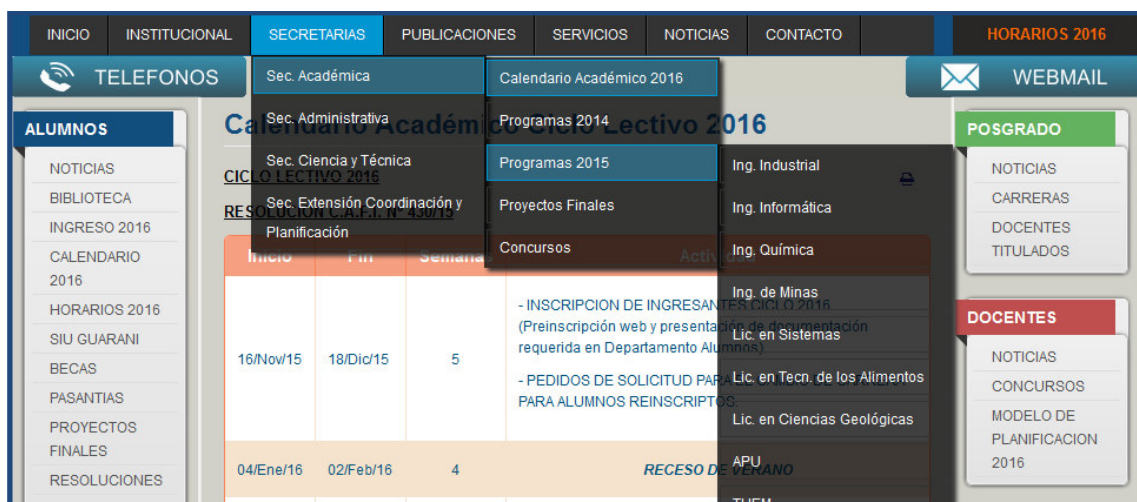 INICIO INSTITUCIONAL SECRETARIAS PUBLICACIONES SERVICIOS NOTICIAS CONTACTO HORARIOS 2016
TELEFONOS
WEBMAIL
ALUMNOS
NOTICIAS
BIBLIOTECA
INGRESO 2016
CALENDARIO
2016
HORARIOS 2016
SIU GUARANI
BECAS
PASANTIAS
PROYECTOS
FINALES
RESOLUCIONES
Sec. Académica
Sec. Administrativa
Sec. Ciencia y Técnica
Sec. Extensión Coordinación y
Planificación
Calendario Académico 2016
Programas 2014
Programas 2015
Proyectos Finales
Concursos
Ing. Industrial
Ing. Informática
Ing. Química
Ing. de Minas
Lic. en Sistemas
Lic. en Tecn. de los Alimentos
Lic. en Ciencias Geológicas
APU
Calendario Académico Ciclo Lectivo 2016
CICLO LECTIVO 2016
RESOLUCION C.A.F.I. Nº 430/15
Inicio Fin Semanas Actividad
16/Nov/15 18/Dic/15 5
- INSCRIPCION DE INGRESANTES CICLO 2016
(Preinscripción web y presentación de documentación
requerida en Departamento Alumnos).
- PEDIDOS DE SOLICITUD PARA
PARA ALUMNOS REINSCRIPTOS.
04/Ene/16 02/Feb/16 4 RECESO DE VERANO
POSGRADO
NOTICIAS
CARRERAS
DOCENTES
TITULADOS
DOCENTES
NOTICIAS
CONCURSOS
MODELO DE
PLANIFICACION
2016